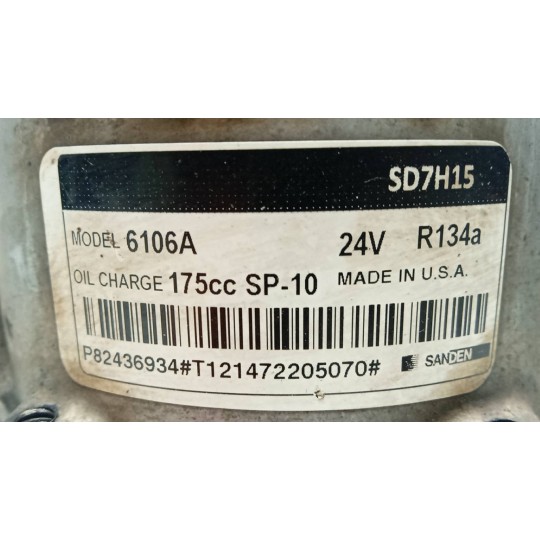 SD7H15
MODEL 6106A 24V R134a
OIL CHARGE 175cc SP-10 MADE IN U.S.A.
P82436934#T121472205070#
SANDEN